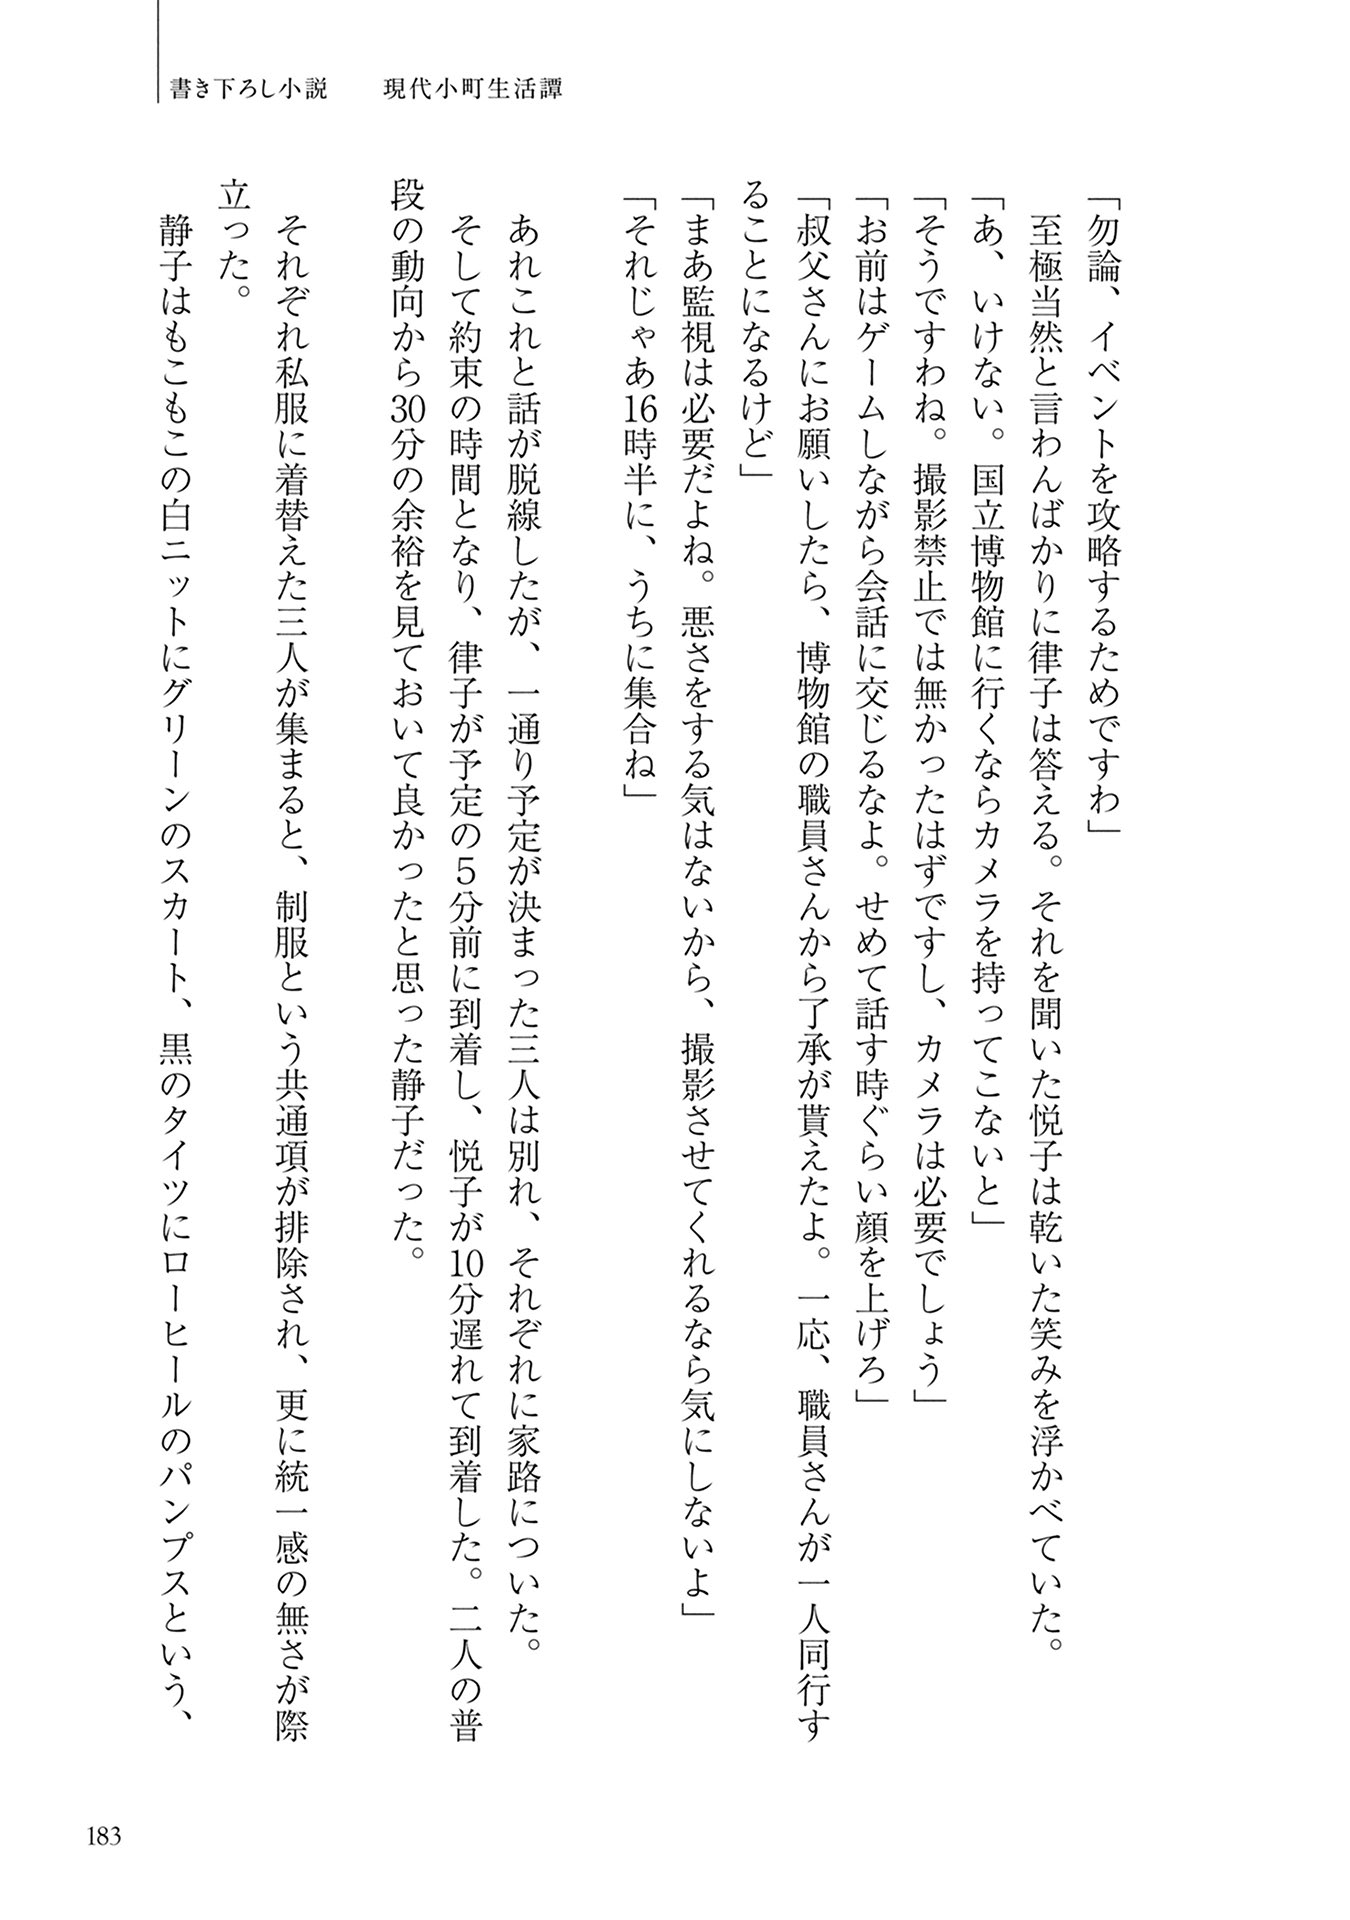 書き下ろし小説　現代小町生活譚
「勿論、イベントを攻略するためですわ」
　至極当然と言わんばかりに律子は答える。それを聞いた悦子は乾いた笑みを浮かべていた。
「あ、いけない。国立博物館に行くならカメラを持ってこないと」
「そうですわね。撮影禁止では無かったはずですし、カメラは必要でしょう」
「お前はゲームしながら会話に交じるなよ。せめて話す時ぐらい顔を上げろ」
「叔父さんにお願いしたら、博物館の職員さんから了承が貰えたよ。一応、職員さんが一人同行す
ることになるけど」
「まあ監視は必要だよね。悪さをする気はないから、撮影させてくれるなら気にしないよ」
「それじゃあ16時半に、うちに集合ね」
　あれこれと話が脱線したが、一通り予定が決まった三人は別れ、それぞれに家路についた。
　そして約束の時間となり、律子が予定の５分前に到着し、悦子が10分遅れて到着した。二人の普
段の動向から30分の余裕を見ておいて良かったと思った静子だった。
　それぞれ私服に着替えた三人が集まると、制服という共通項が排除され、更に統一感の無さが際
立った。
　静子はもこもこの白ニットにグリーンのスカート、黒のタイツにローヒールのパンプスという、
183